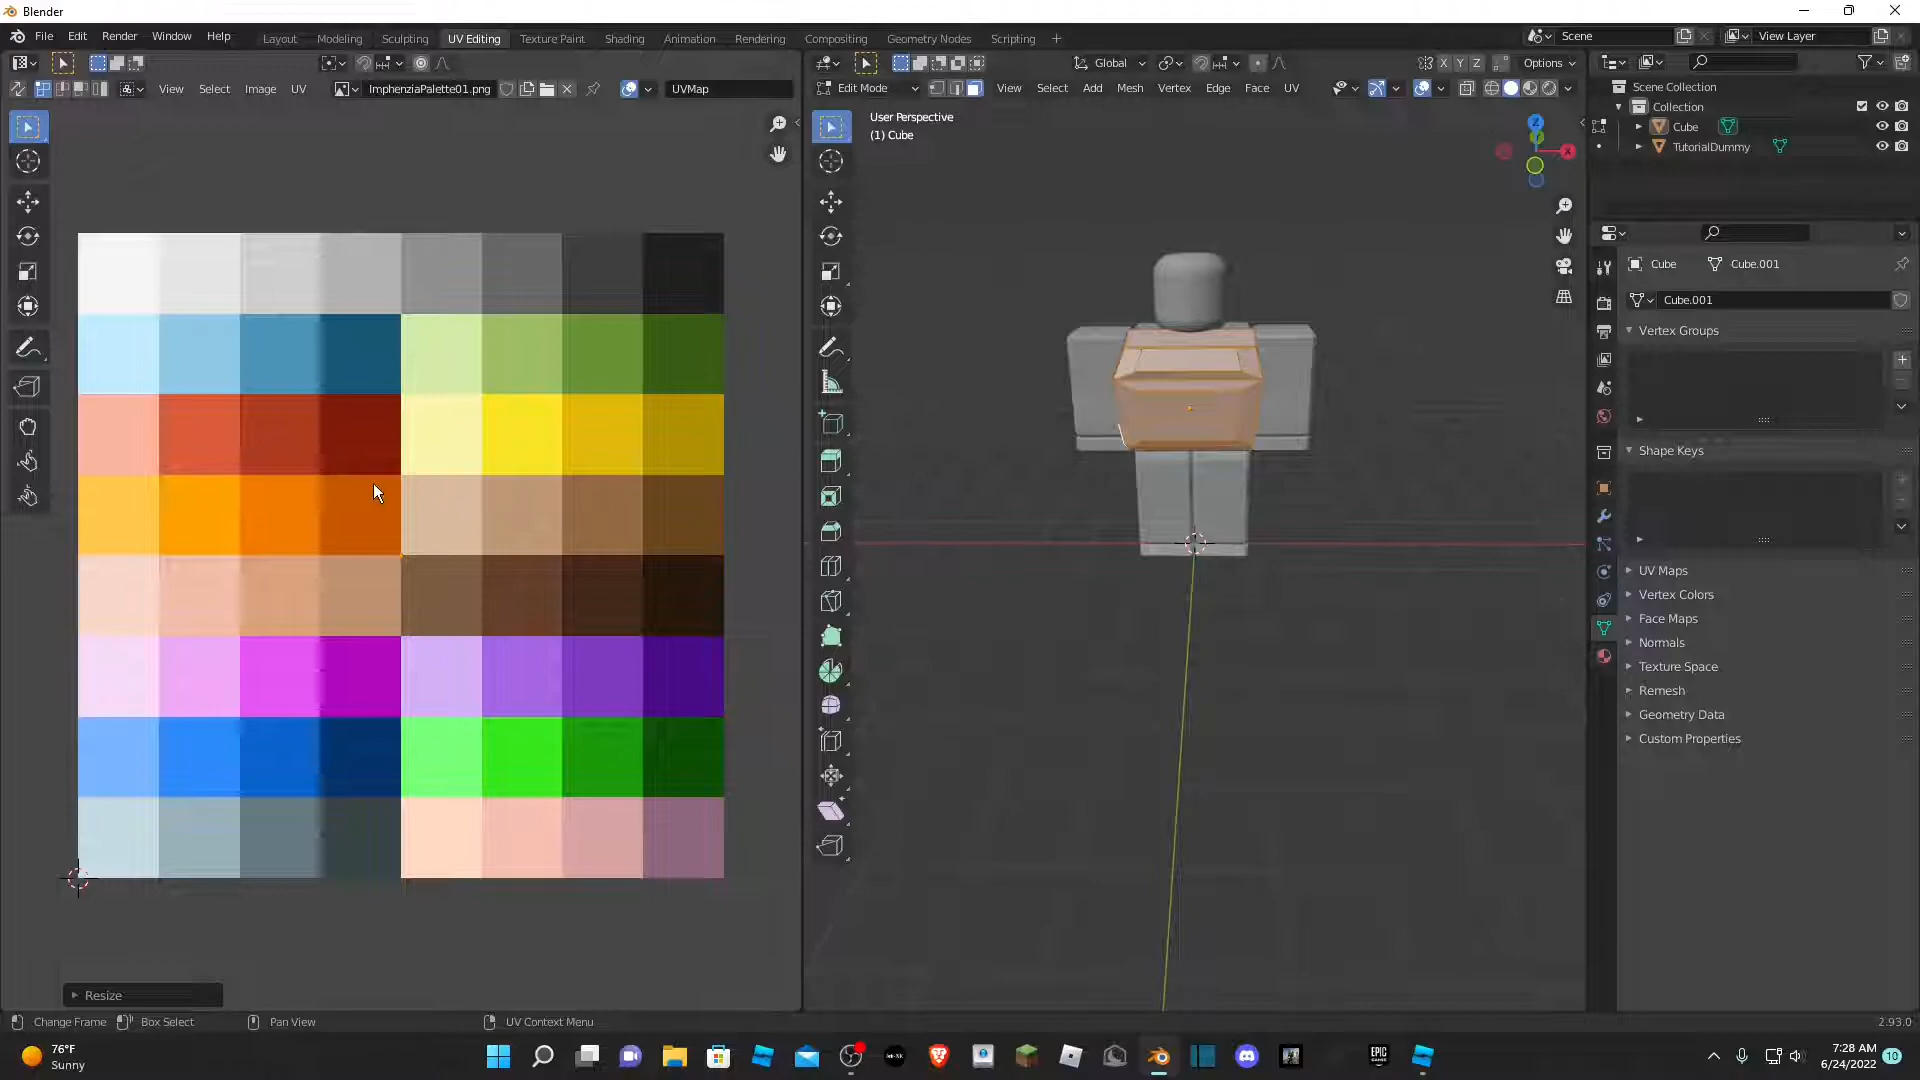 Blender
File Edit Render Window Help Layout Modeling Sculpting UV Editing Texture Paint Shading Animation Rendering Compositing Geometry Nodes Scripting + Scene View Layer
Global X Y Z Options
View Select Image UV ImphenziaPalette01.png UVMap Edit Mode View Select Add Mesh Vertex Edge Face UV
User Perspective
(1) Cube
Z
X
Scene Collection
Collection
Cube
TutorialDummy
Cube Cube.001
Cube.001
Vertex Groups
Shape Keys
UV Maps
Vertex Colors
Face Maps
Normals
Texture Space
Remesh
Geometry Data
Custom Properties
Resize
Change Frame Box Select Pan View UV Context Menu 2.93.0
76°F
Sunny
EPIC
GAMES
7:28 AM
6/24/2022
10